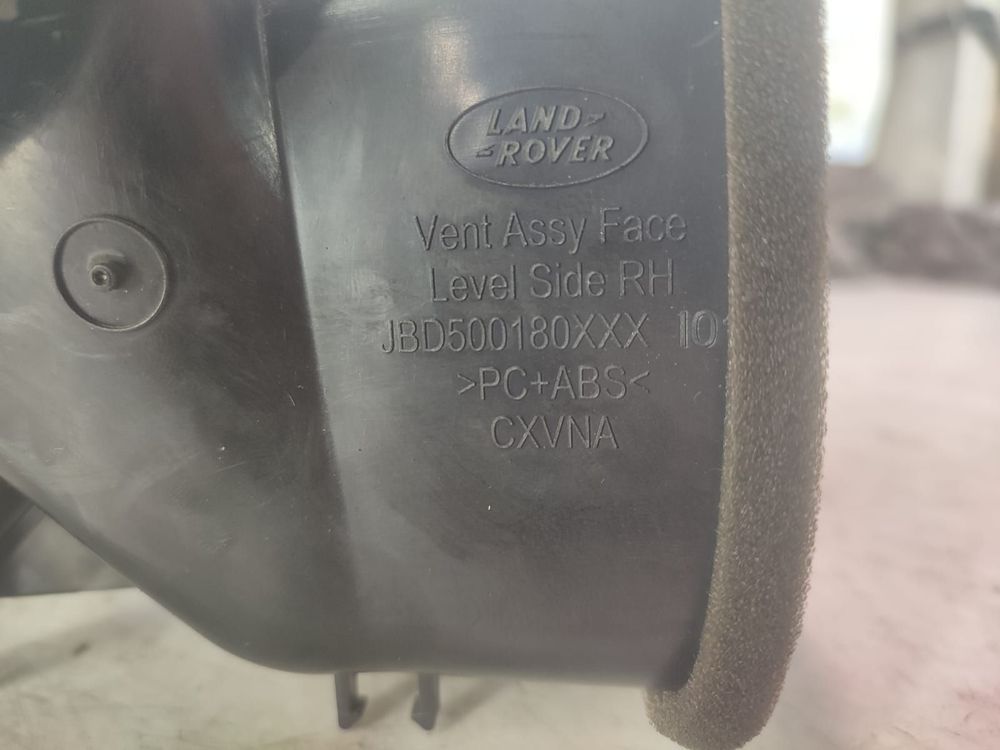 LAND
ROVER
Vent Assy Face
Level Side RH
JBD500180XXX
>PC+ABS<
CXVNA